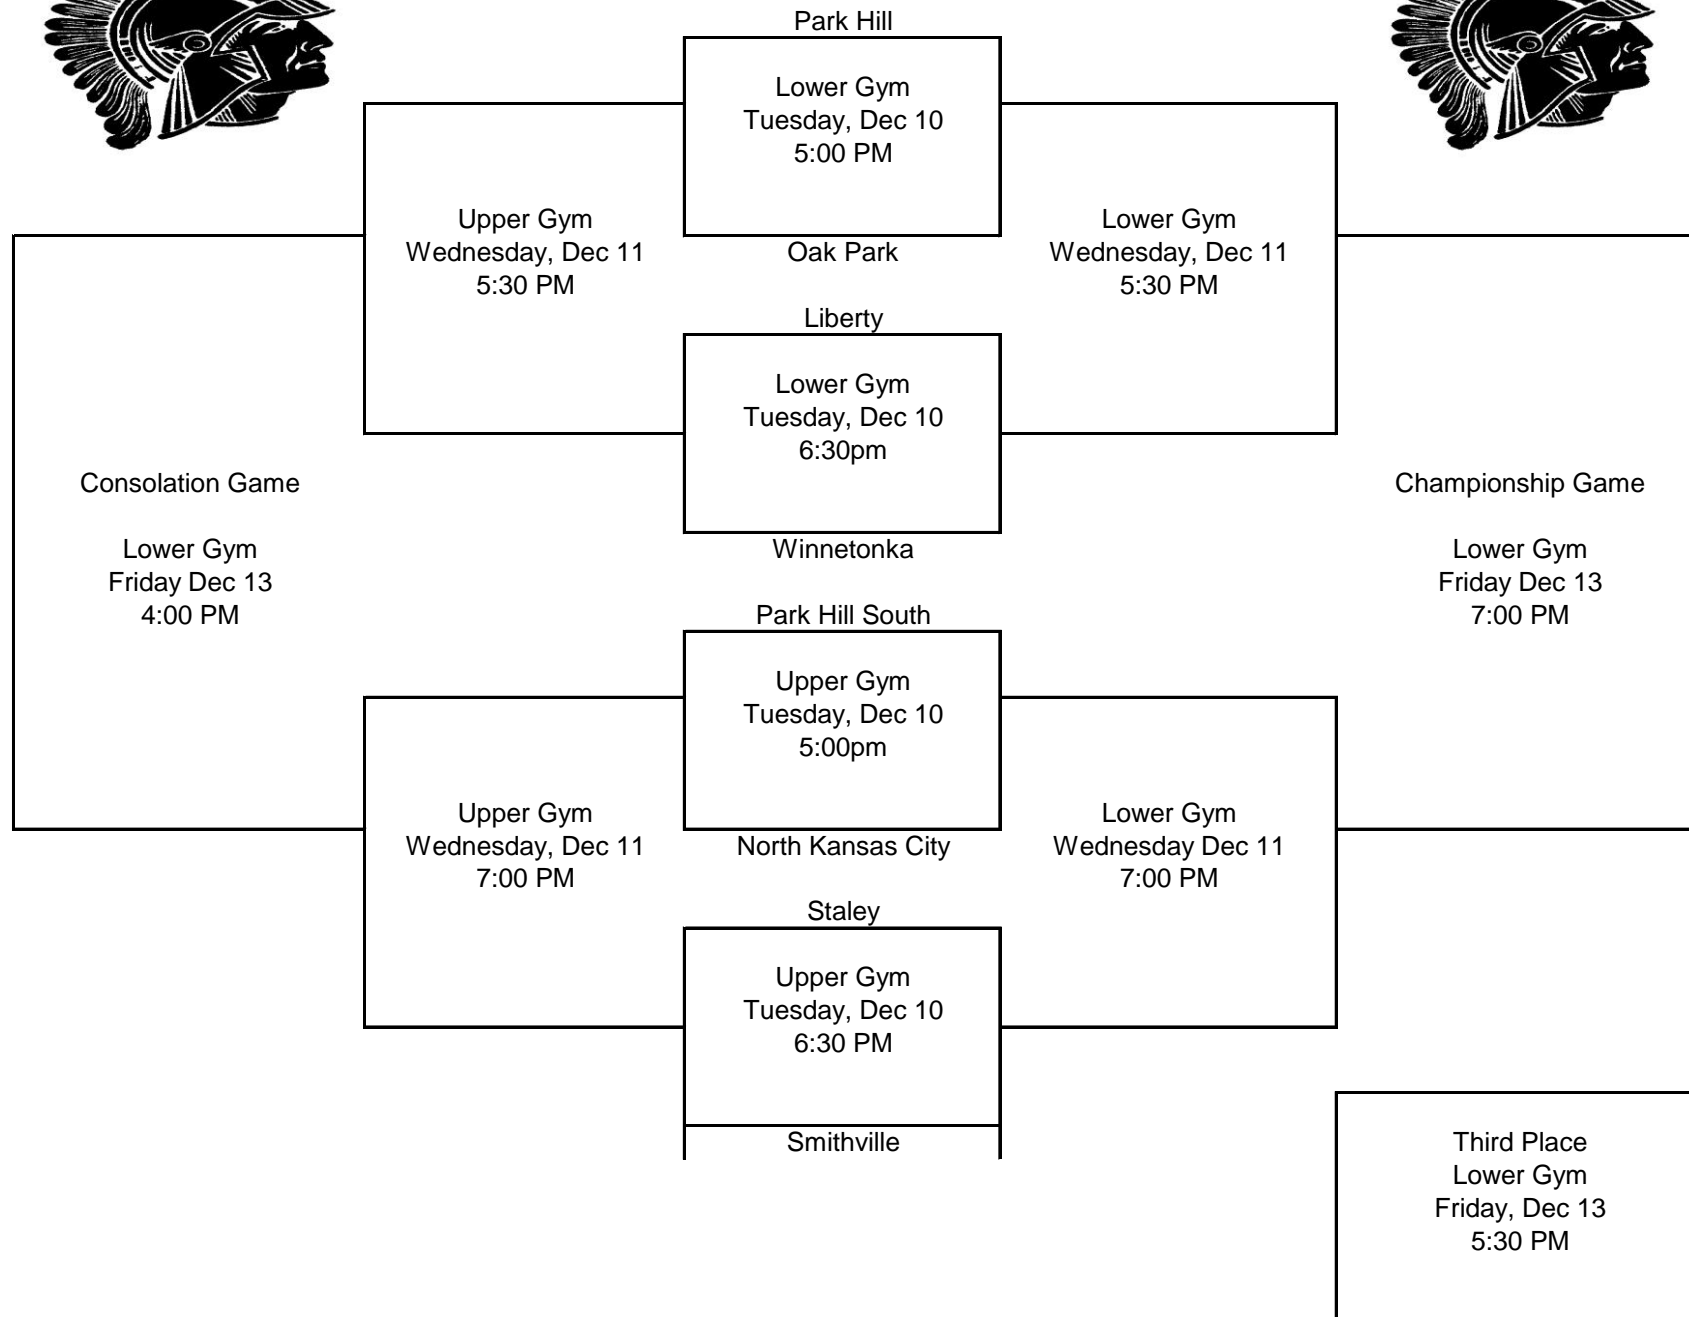 Park Hill
Lower Gym
Tuesday, Dec 10
5:00 PM
Upper Gym
Wednesday, Dec 11
5:30 PM
Oak Park
Lower Gym
Wednesday, Dec 11
5:30 PM
Liberty
Lower Gym
Tuesday, Dec 10
6:30pm
Winnetonka
Consolation Game
Lower Gym
Friday Dec 13
4:00 PM
Championship Game
Lower Gym
Friday Dec 13
7:00 PM
Park Hill South
Upper Gym
Tuesday, Dec 10
5:00pm
Upper Gym
Wednesday, Dec 11
7:00 PM
North Kansas City
Lower Gym
Wednesday Dec 11
7:00 PM
Staley
Upper Gym
Tuesday, Dec 10
6:30 PM
Smithville
Third Place
Lower Gym
Friday, Dec 13
5:30 PM